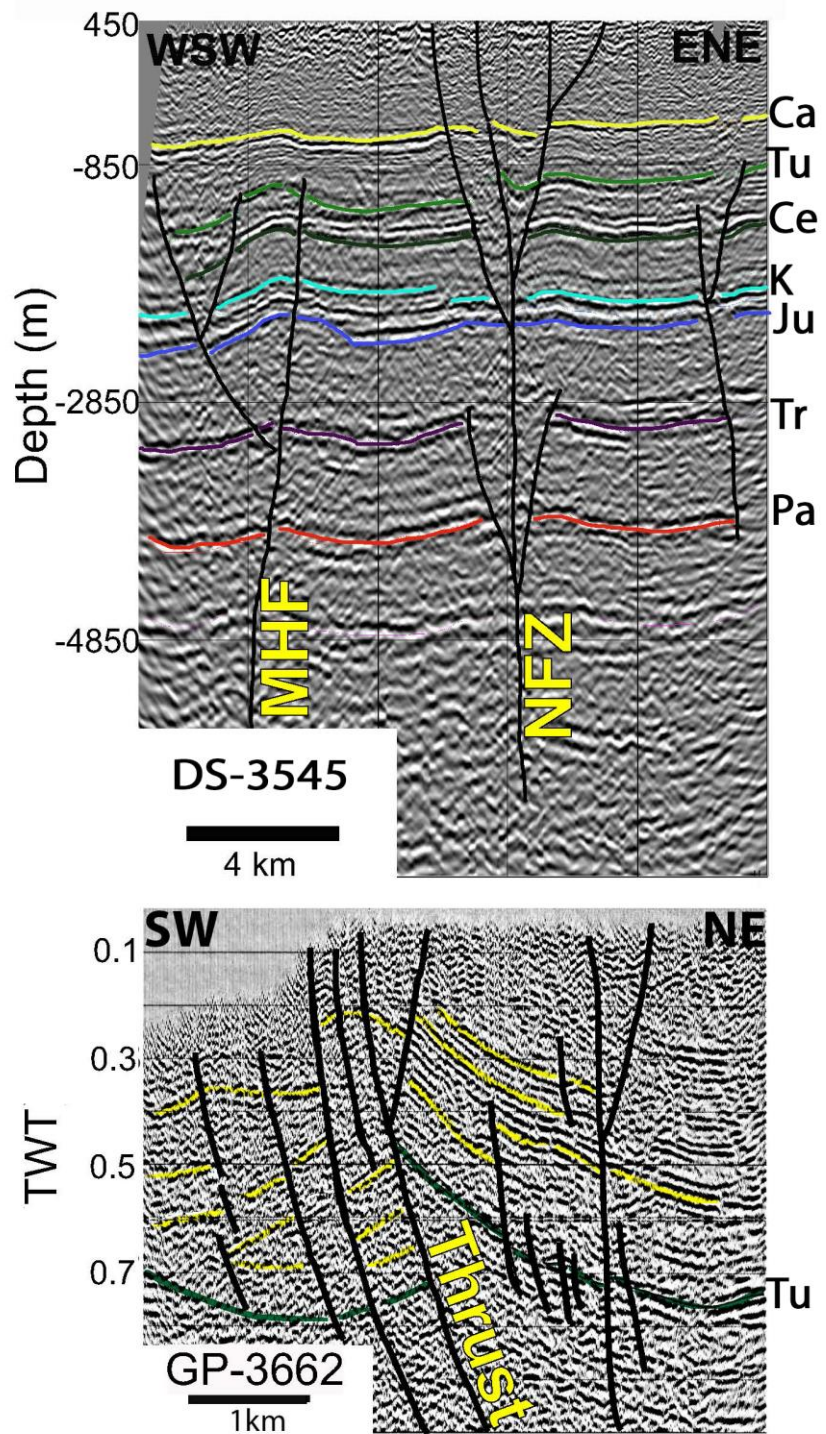 450
WSW
ENE
Ca
-850
Tu
Ce
K
Ju
Depth (m)
-2850
Tr
Pa
MHF
NFZ
-4850
DS-3545
4 km
SW
NE
0.1
0.3
TWT
0.5
0.7
Thrust
Tu
GP-3662
1km